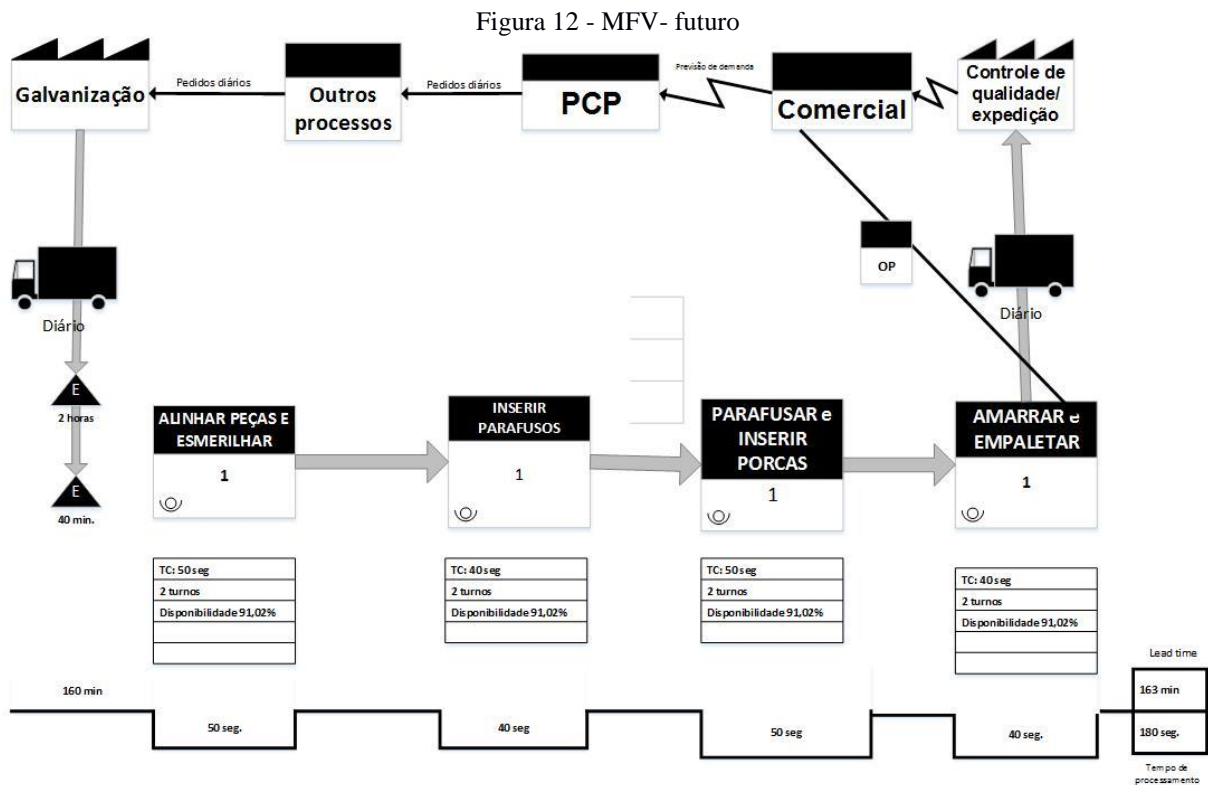 Figura 12 - MFV- futuro
Galvanização
Pedidos diários
Outros
processos
Pedidos diários
PCP
Previsão de demanda
Comercial
Controle de
qualidade/
expedição
OP
Diário
Diário
E
2 horas
E
40 min.
ALINHAR PEÇAS E
ESMERILHAR
1
INSERIR
PARAFUSOS
1
PARAFUSAR e
INSERIR
PORCAS
1
AMARRAR e
EMPALETAR
1
TC: 50 seg
2 turnos
Disponibilidade 91,02%
TC: 40 seg
2 turnos
Disponibilidade 91,02%
TC: 50 seg
2 turnos
Disponibilidade 91,02%
TC: 40 seg
2 turnos
Disponibilidade 91,02%
160 min
50 seg.
40 seg
50 seg
40 seg.
Lead time
163 min
180 seg.
Tempo de
processamento